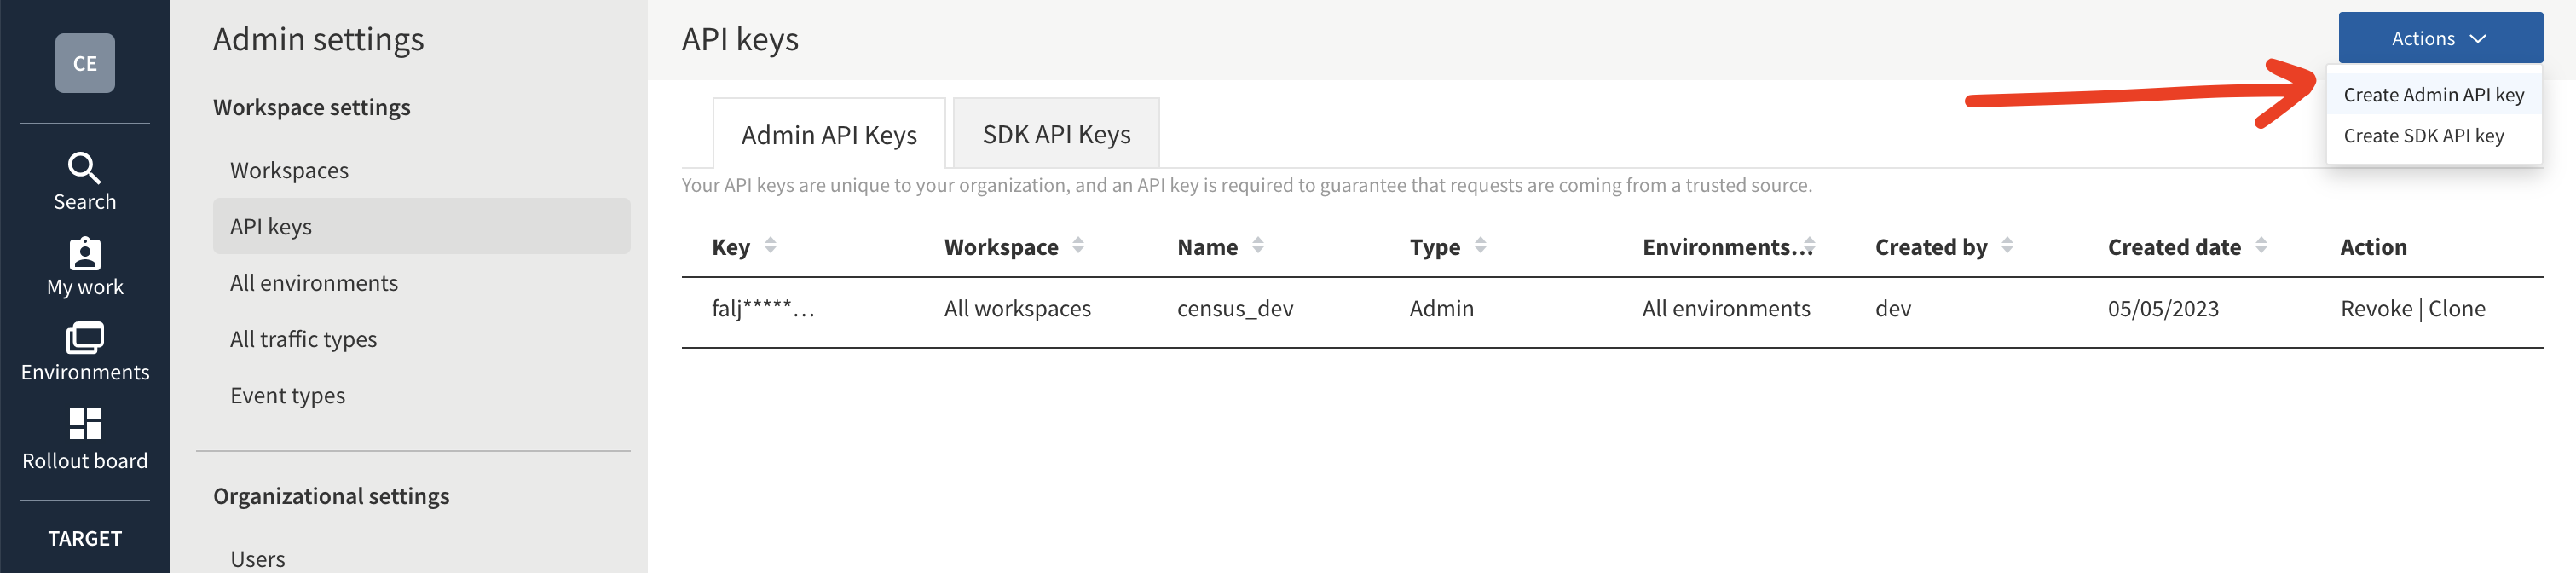 CE
Search
My work
Environments
Rollout board
TARGET
Admin settings
Workspace settings
Workspaces
API keys
All environments
All traffic types
Event types
Organizational settings
Users
API keys
Actions
Create Admin API key
Create SDK API key
Admin API Keys SDK API Keys
Your API keys are unique to your organization, and an API key is required to guarantee that requests are coming from a trusted source.
Key Workspace Name Type Environments... Created by Created date Action
falj*****... All workspaces census_dev Admin All environments dev 05/05/2023 Revoke | Clone